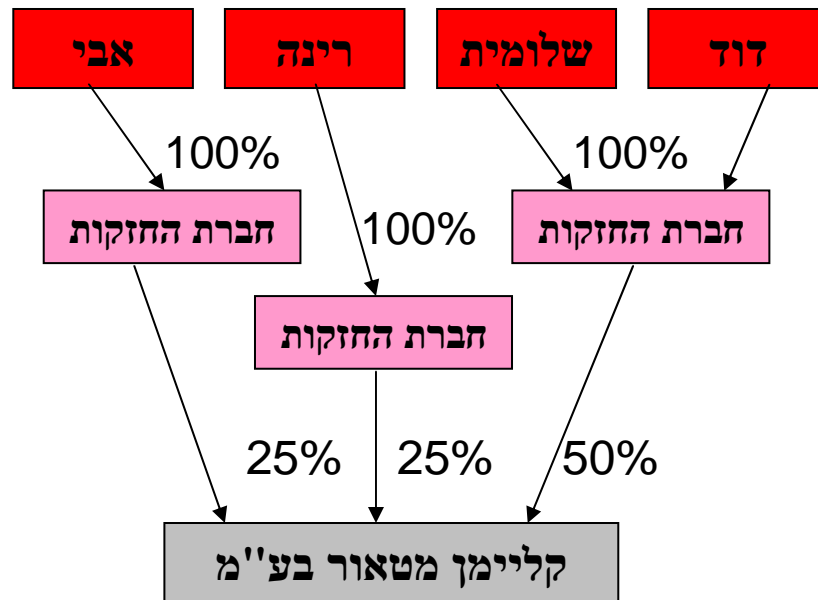 דוד
שלומית
רינה
אבי
100%
100%
חברת החזקות
חברת החזקות
100%
חברת החזקות
50%
25%
25%
קליימן מטאור בע''מ